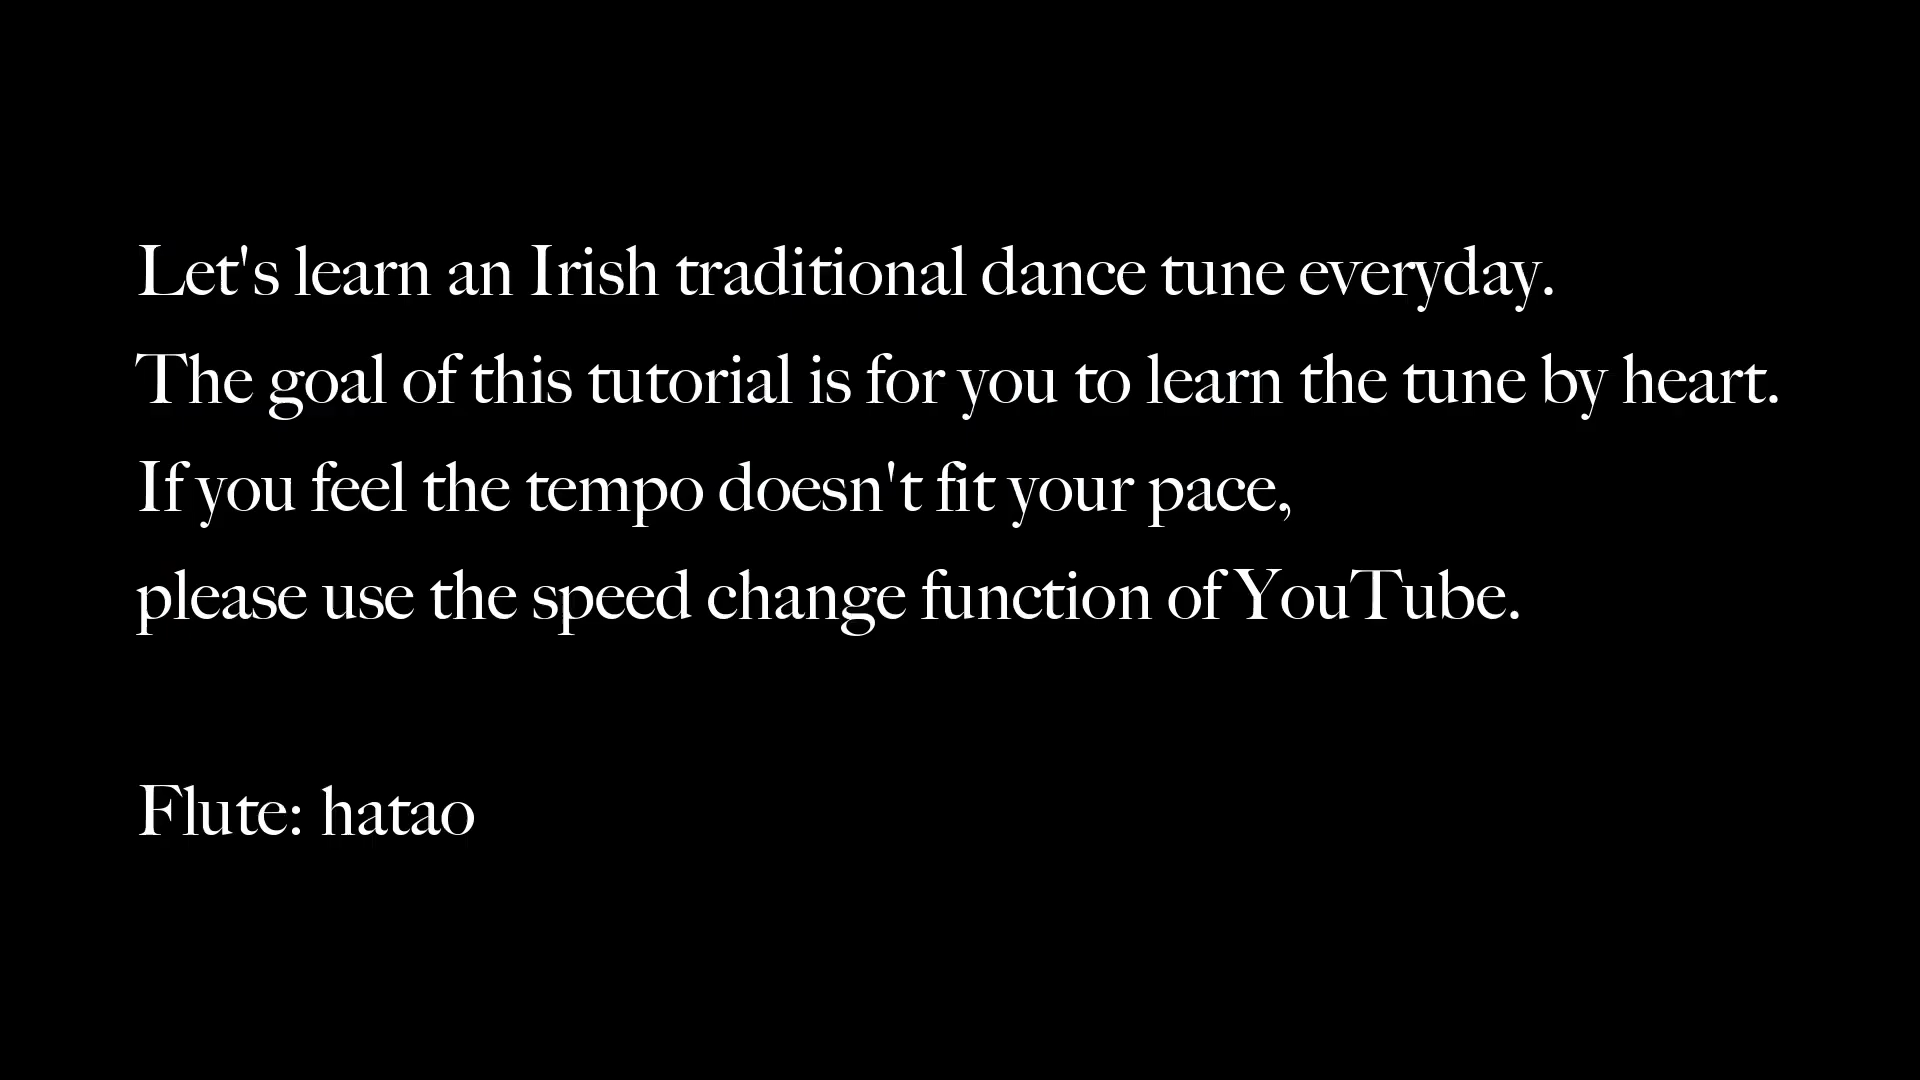 Let's learn an Irish traditional dance tune everyday.
The goal of this tutorial is for you to learn the tune by heart.
If you feel the tempo doesn't fit your pace,
please use the speed change function of YouTube.
Flute: hatao